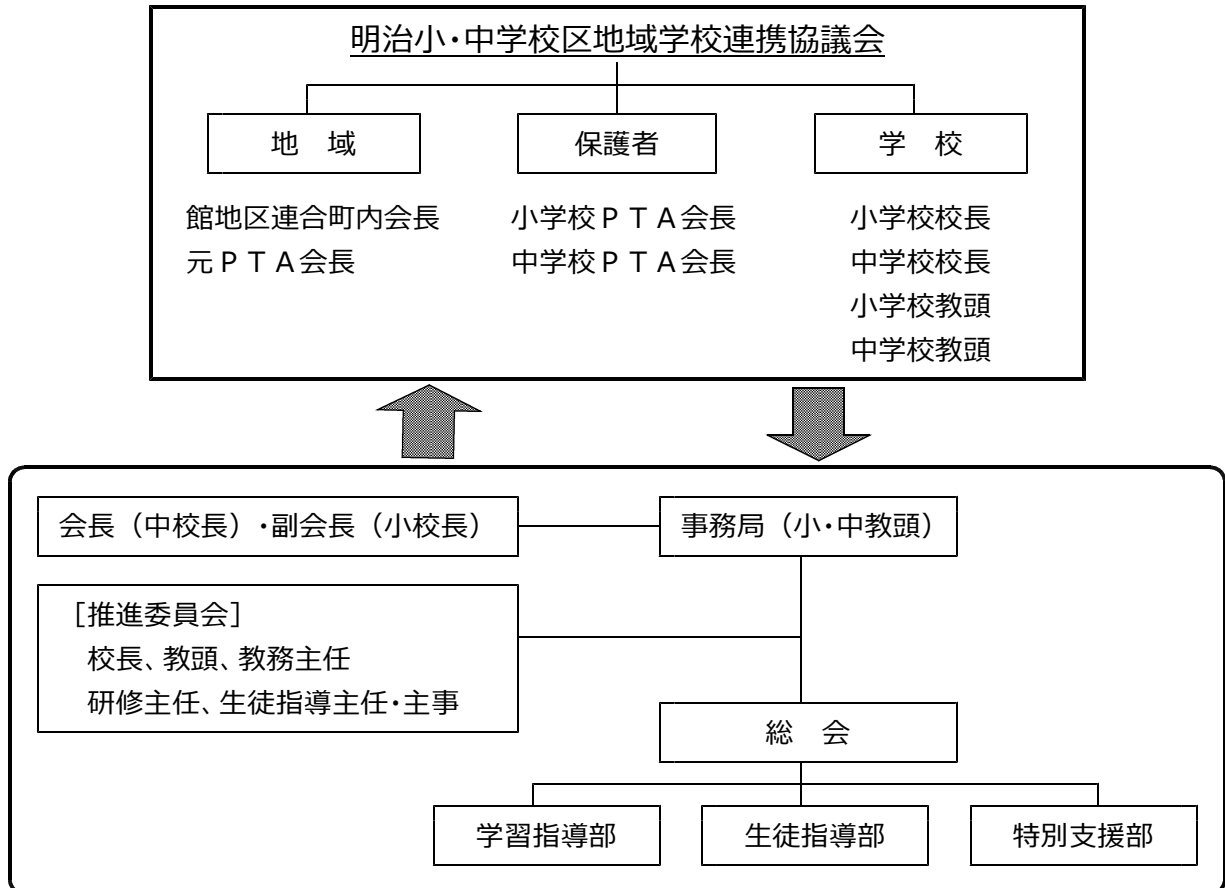 明治小・中学校区地域学校連携協議会
地　域
保護者
学　校
館地区連合町内会長
元ＰＴＡ会長
小学校ＰＴＡ会長
中学校ＰＴＡ会長
小学校校長
中学校校長
小学校教頭
中学校教頭
会長（中校長）・副会長（小校長）
事務局（小・中教頭）
［推進委員会］
校長、教頭、教務主任
研修主任、生徒指導主任・主事
総　会
学習指導部
生徒指導部
特別支援部